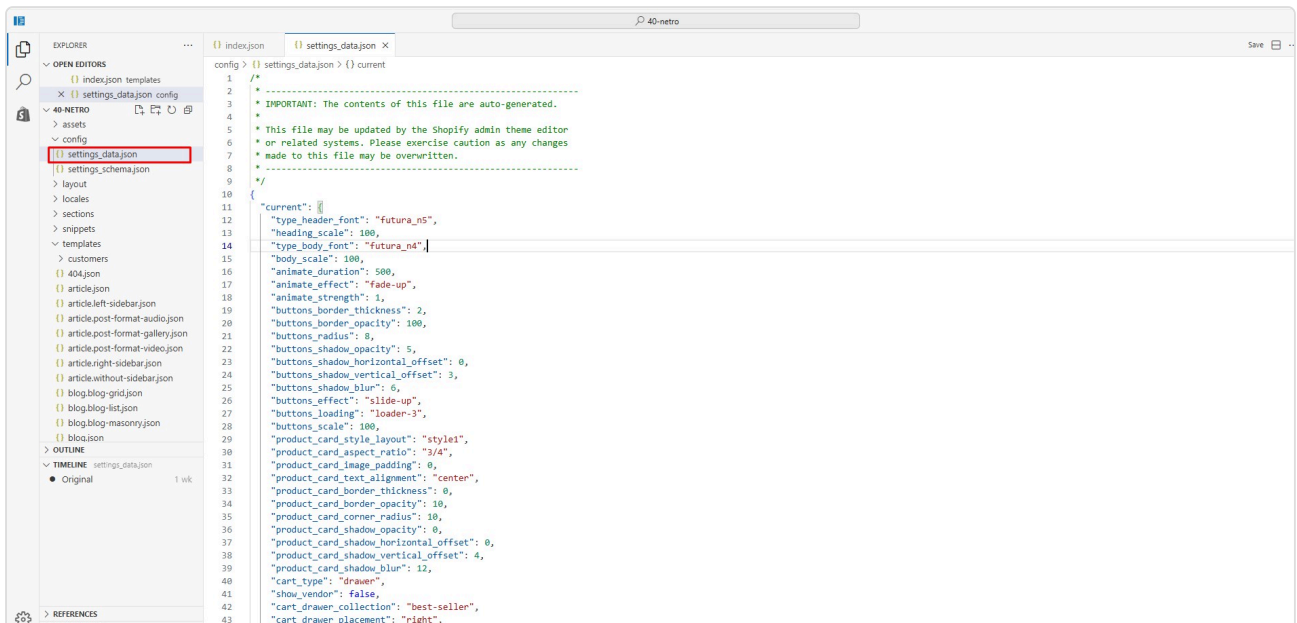 40-netro
EXPLORER
OPEN EDITORS
{} index.json templates
{} settings_data.json config
40-NETRO
assets
config
{} settings_data.json
{} settings_schema.json
layout
locales
sections
snippets
templates
customers
{} 404.json
{} article.json
{} article.left-sidebar.json
{} article.post-format-audio.json
{} article.post-format-gallery.json
{} article.post-format-video.json
{} article.right-sidebar.json
{} article.without-sidebar.json
{} blog.blog-grid.json
{} blog.blog-list.json
{} blog.blog-masonry.json
{} blog.json
OUTLINE
TIMELINE settings_data.json
Original 1 wk
REFERENCES
{} index.json {} settings_data.json
Save
config > {} settings_data.json > {} current
1 /*
2 * ------------------------------------------------------------
3 * IMPORTANT: The contents of this file are auto-generated.
4 *
5 * This file may be updated by the Shopify admin theme editor
6 * or related systems. Please exercise caution as any changes
7 * made to this file may be overwritten.
8 * ------------------------------------------------------------
9 */
10 {
11 "current": {
12 "type_header_font": "futura_n5",
13 "heading_scale": 100,
14 "type_body_font": "futura_n4",
15 "body_scale": 100,
16 "animate_duration": 500,
17 "animate_effect": "fade-up",
18 "animate_strength": 1,
19 "buttons_border_thickness": 2,
20 "buttons_border_opacity": 100,
21 "buttons_radius": 8,
22 "buttons_shadow_opacity": 5,
23 "buttons_shadow_horizontal_offset": 0,
24 "buttons_shadow_vertical_offset": 3,
25 "buttons_shadow_blur": 6,
26 "buttons_effect": "slide-up",
27 "buttons_loading": "loader-3",
28 "buttons_scale": 100,
29 "product_card_style_layout": "style1",
30 "product_card_aspect_ratio": "3/4",
31 "product_card_image_padding": 0,
32 "product_card_text_alignment": "center",
33 "product_card_border_thickness": 0,
34 "product_card_border_opacity": 10,
35 "product_card_corner_radius": 10,
36 "product_card_shadow_opacity": 0,
37 "product_card_shadow_horizontal_offset": 0,
38 "product_card_shadow_vertical_offset": 4,
39 "product_card_shadow_blur": 12,
40 "cart_type": "drawer",
41 "show_vendor": false,
42 "cart_drawer_collection": "best-seller",
43 "cart_drawer_placement": "right",